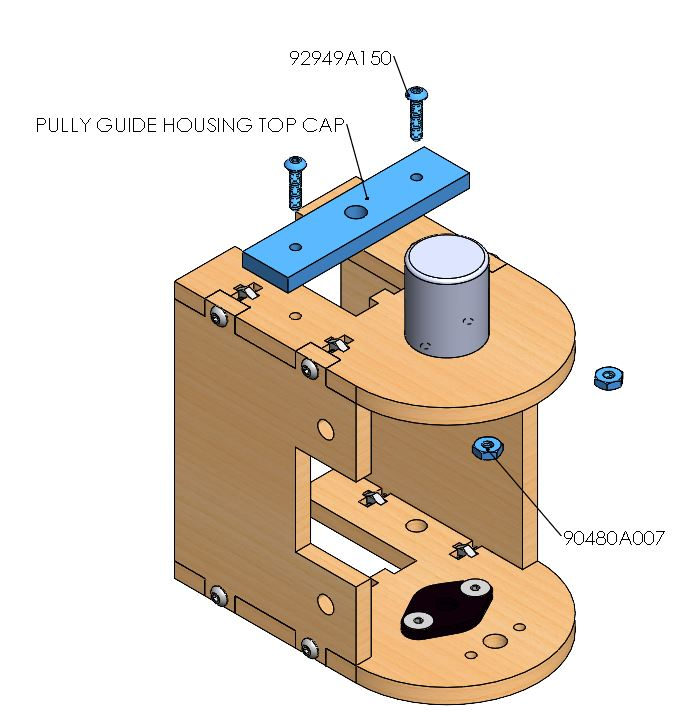 92949A150
PULLY GUIDE HOUSING TOP CAP
90480A007